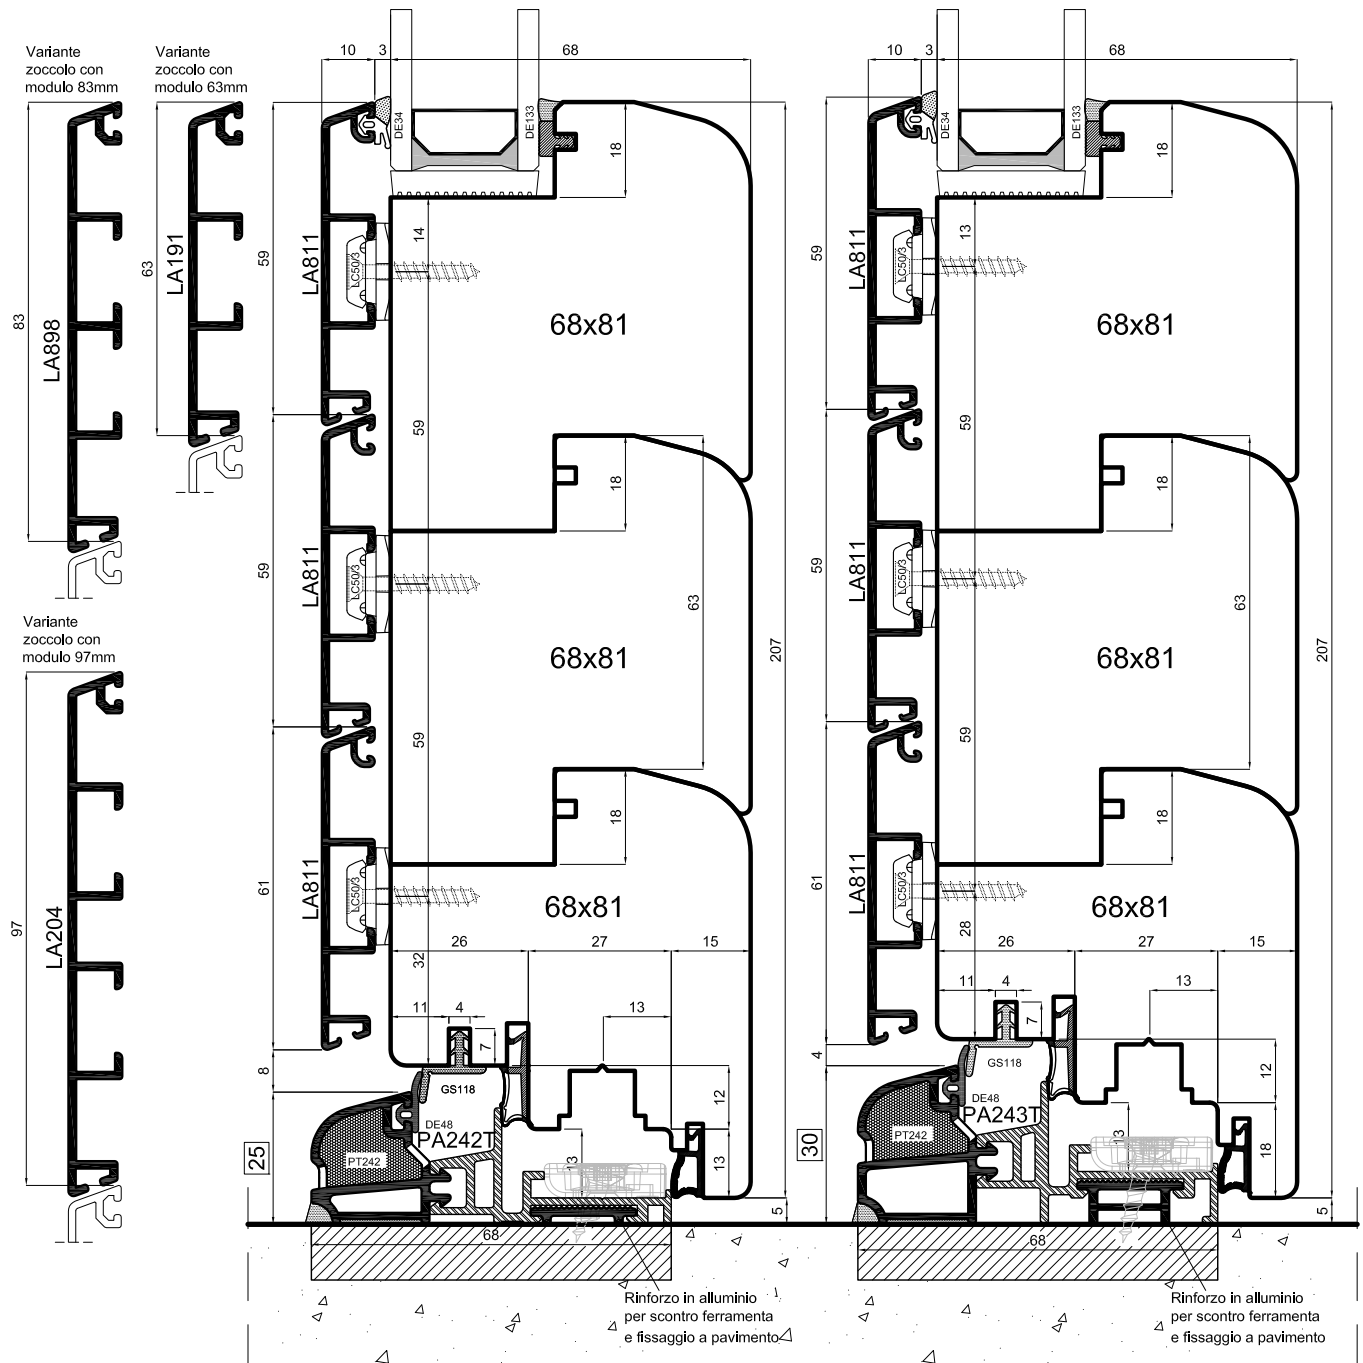 Variante
zoccolo con
modulo 83mm
Variante
zoccolo con
modulo 63mm
83
LA898
63
LA191
Variante
zoccolo con
modulo 97mm
97
LA204
10
3
68
DE34
DE133
18
14
59
LA811
LC50/3
68x81
59
18
59
LA811
LC50/3
68x81
63
207
59
18
61
LA811
LC50/3
68x81
26
27
15
32
11
4
13
7
8
GS118
12
DE48
PA242T
25
PT242
13
13
5
68
Rinforzo in alluminio
per scontro ferramenta
e fissaggio a pavimento
10
3
68
DE34
DE133
18
13
59
LA811
LC50/3
68x81
59
18
59
LA811
LC50/3
68x81
63
207
59
18
61
LA811
LC50/3
68x81
26
27
15
28
11
4
13
7
4
GS118
12
DE48
PA243T
30
PT242
13
18
5
68
Rinforzo in alluminio
per scontro ferramenta
e fissaggio a pavimento